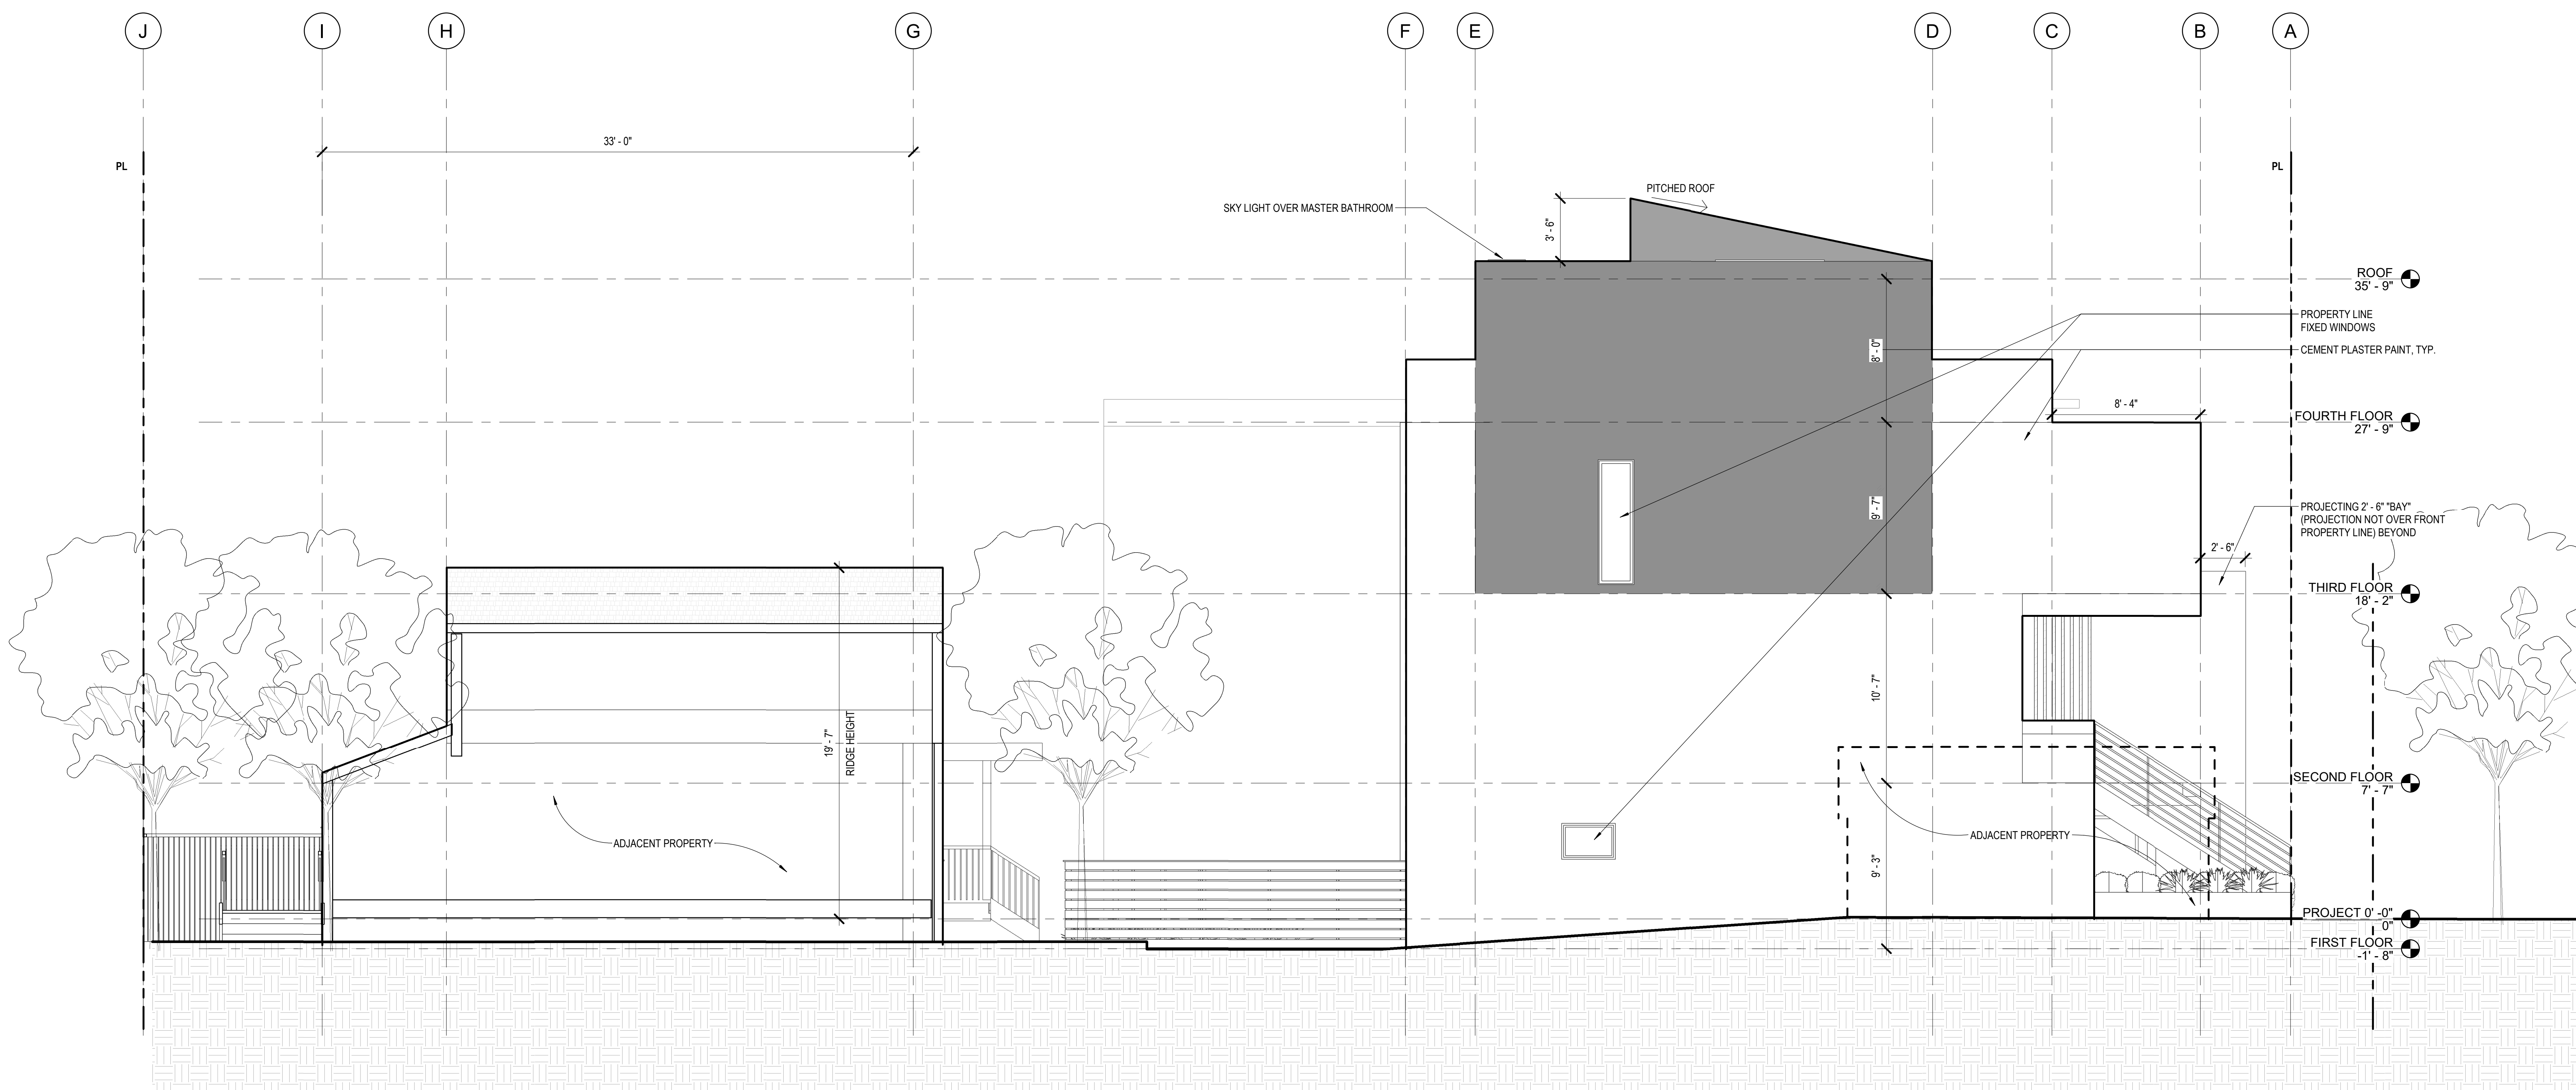 J
I
H
G
F
E
D
C
B
A
33' - 0"
PL
PL
PITCHED ROOF
SKY LIGHT OVER MASTER BATHROOM
3' - 6"
ROOF
35' - 9"
PROPERTY LINE
FIXED WINDOWS
8' - 0"
CEMENT PLASTER PAINT, TYP.
8' - 4"
FOURTH FLOOR
27' - 9"
9' - 7"
PROJECTING 2' - 6" "BAY"
(PROJECTION NOT OVER FRONT
PROPERTY LINE) BEYOND
2' - 6"
THIRD FLOOR
18' - 2"
10' - 7"
19' - 7"
RIDGE HEIGHT
SECOND FLOOR
7' - 7"
ADJACENT PROPERTY
ADJACENT PROPERTY
9' - 3"
PROJECT 0' -0"
0"
FIRST FLOOR
-1' - 8"